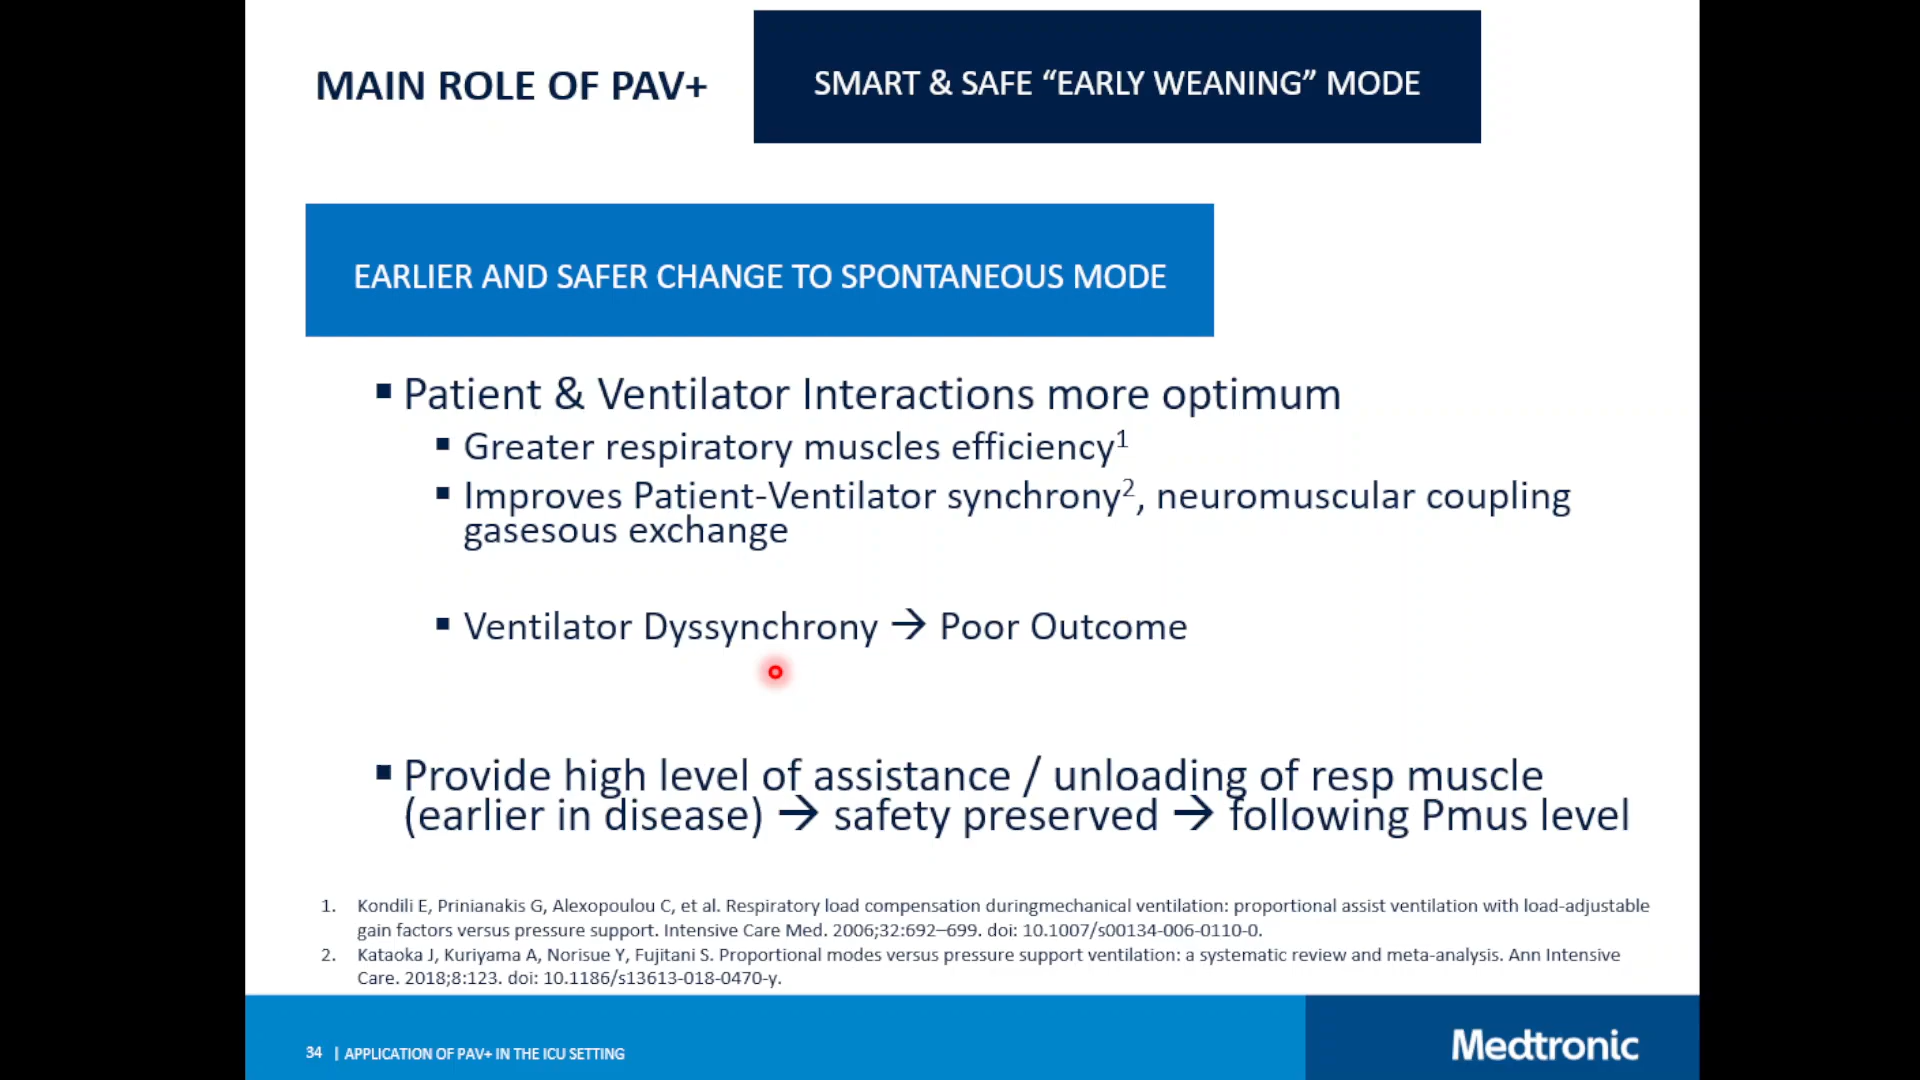 MAIN ROLE OF PAV+
SMART & SAFE “EARLY WEANING” MODE
EARLIER AND SAFER CHANGE TO SPONTANEOUS MODE
▪ Patient & Ventilator Interactions more optimum
▪ Greater respiratory muscles efficiency¹
▪ Improves Patient-Ventilator synchrony², neuromuscular coupling
gasesous exchange
▪ Ventilator Dyssynchrony → Poor Outcome
▪ Provide high level of assistance / unloading of resp muscle
(earlier in disease) → safety preserved → following Pmus level
1. Kondili E, Prinianakis G, Alexopoulou C, et al. Respiratory load compensation duringmechanical ventilation: proportional assist ventilation with load-adjustable
gain factors versus pressure support. Intensive Care Med. 2006;32:692–699. doi: 10.1007/s00134-006-0110-0.
2. Kataoka J, Kuriyama A, Norisue Y, Fujitani S. Proportional modes versus pressure support ventilation: a systematic review and meta-analysis. Ann Intensive
Care. 2018;8:123. doi: 10.1186/s13613-018-0470-y.
34 | APPLICATION OF PAV+ IN THE ICU SETTING
Medtronic